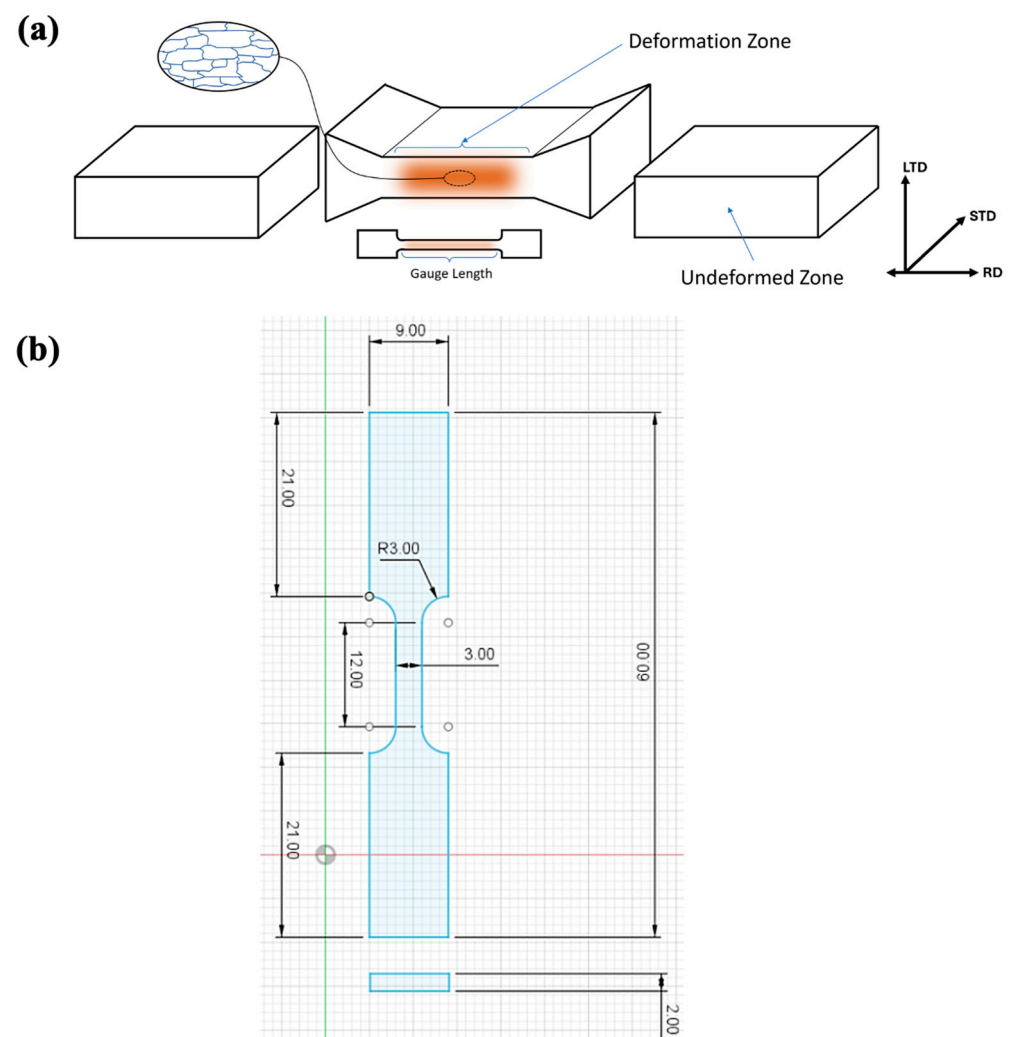 (a)
Deformation Zone
LTD
STD
RD
Gauge Length
Undeformed Zone
(b)
9.00
21.00
R3.00
3.00
12.00
60.00
21.00
2.00